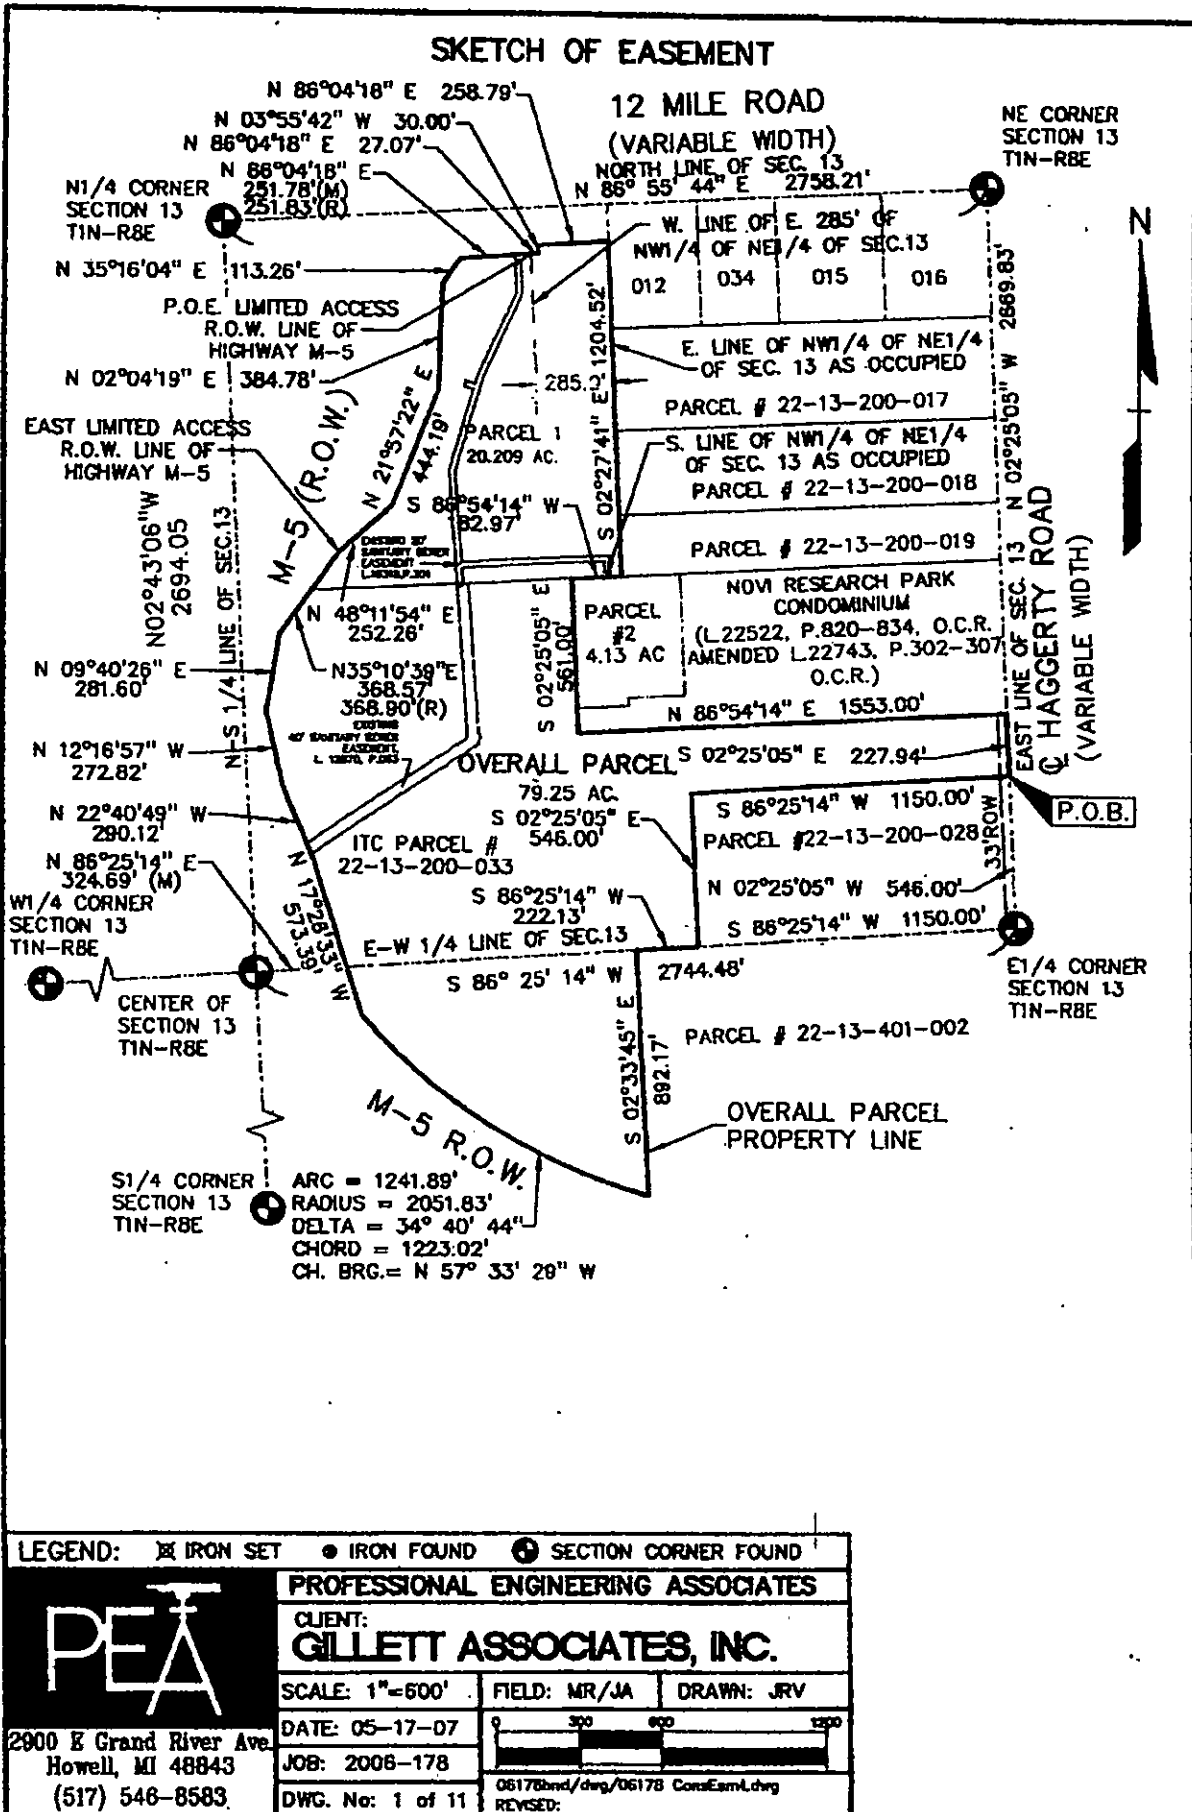 SKETCH OF EASEMENT
N 86°04'18" E 258.79'
12 MILE ROAD
(VARIABLE WIDTH)
N 03°55'42" W 30.00'
N 86°04'18" E 27.07'
NORTH LINE OF SEC. 13
N 86° 55' 44" E 2758.21'
NE CORNER
SECTION 13
T1N-R8E
N 86°04'18" E
251.78'(M)
251.83'(R)
N1/4 CORNER
SECTION 13
T1N-R8E
N
W. LINE OF E. 285' OF
NW1/4 OF NE1/4 OF SEC.13
012
034
015
016
N 35°16'04" E 113.26'
P.O.E. LIMITED ACCESS
R.O.W. LINE OF
HIGHWAY M-5
N 02°04'19" E 384.78'
E. LINE OF NW1/4 OF NE1/4
OF SEC. 13 AS OCCUPIED
285.0'
S 02°27'41" E 1204.52'
PARCEL # 22-13-200-017
EAST LIMITED ACCESS
R.O.W. LINE OF
HIGHWAY M-5
M-5 (R.O.W.)
N 21°57'22" E
444.19'
PARCEL 1
20.209 AC.
S. LINE OF NW1/4 OF NE1/4
OF SEC. 13 AS OCCUPIED
PARCEL # 22-13-200-018
S 86°54'14" W
82.97'
PARCEL # 22-13-200-019
N 02°25'05" W 2669.83'
EAST LINE OF SEC. 13
HAGGERTY ROAD
(VARIABLE WIDTH)
N02°43'06"W
2694.05
N-S 1/4 LINE OF SEC.13
SANITARY SEWER
EASEMENT
N 48°11'54" E
252.26'
S 02°25'05" E
561.00'
PARCEL
#2
4.13 AC
NOVI RESEARCH PARK
CONDOMINIUM
(L.22522, P.820-834, O.C.R.
AMENDED L.22743, P.302-307
O.C.R.)
N 09°40'26" E
281.60'
N35°10'39"E
368.57'
368.90'(R)
EXISTING
40' SANITARY SEWER
EASEMENT,
N 86°54'14" E 1553.00'
N 12°16'57" W
272.82'
OVERALL PARCEL
79.25 AC.
S 02°25'05" E 227.94'
S 86°25'14" W 1150.00'
P.O.B.
33'ROW
N 22°40'49" W
290.12'
S 02°25'05" E
546.00'
PARCEL #22-13-200-028
ITC PARCEL #
22-13-200-033
N 86°25'14" E
324.69' (M)
N 02°25'05" W 546.00'
S 86°25'14" W
222.13'
S 86°25'14" W 1150.00'
W1/4 CORNER
SECTION 13
T1N-R8E
N 17°28'33" W
573.39'
E-W 1/4 LINE OF SEC.13
S 86° 25' 14" W 2744.48'
E1/4 CORNER
SECTION 13
T1N-R8E
CENTER OF
SECTION 13
T1N-R8E
S 02°33'45" E
892.17'
PARCEL # 22-13-401-002
M-5 R.O.W.
OVERALL PARCEL
PROPERTY LINE
S1/4 CORNER
SECTION 13
T1N-R8E
ARC = 1241.89'
RADIUS = 2051.83'
DELTA = 34° 40' 44"
CHORD = 1223.02'
CH. BRG.= N 57° 33' 29" W
LEGEND: IRON SET IRON FOUND SECTION CORNER FOUND
PEA
PROFESSIONAL ENGINEERING ASSOCIATES
CLIENT:
GILLETT ASSOCIATES, INC.
SCALE: 1"=600' FIELD: MR/JA DRAWN: JRV
DATE: 05-17-07
0 300 600 1200
JOB: 2006-178
2900 E Grand River Ave.
Howell, MI 48843
(517) 546-8583
DWG. No: 1 of 11
06178bnd/dwg/06178 ConsEsmt.dwg
REVISED: